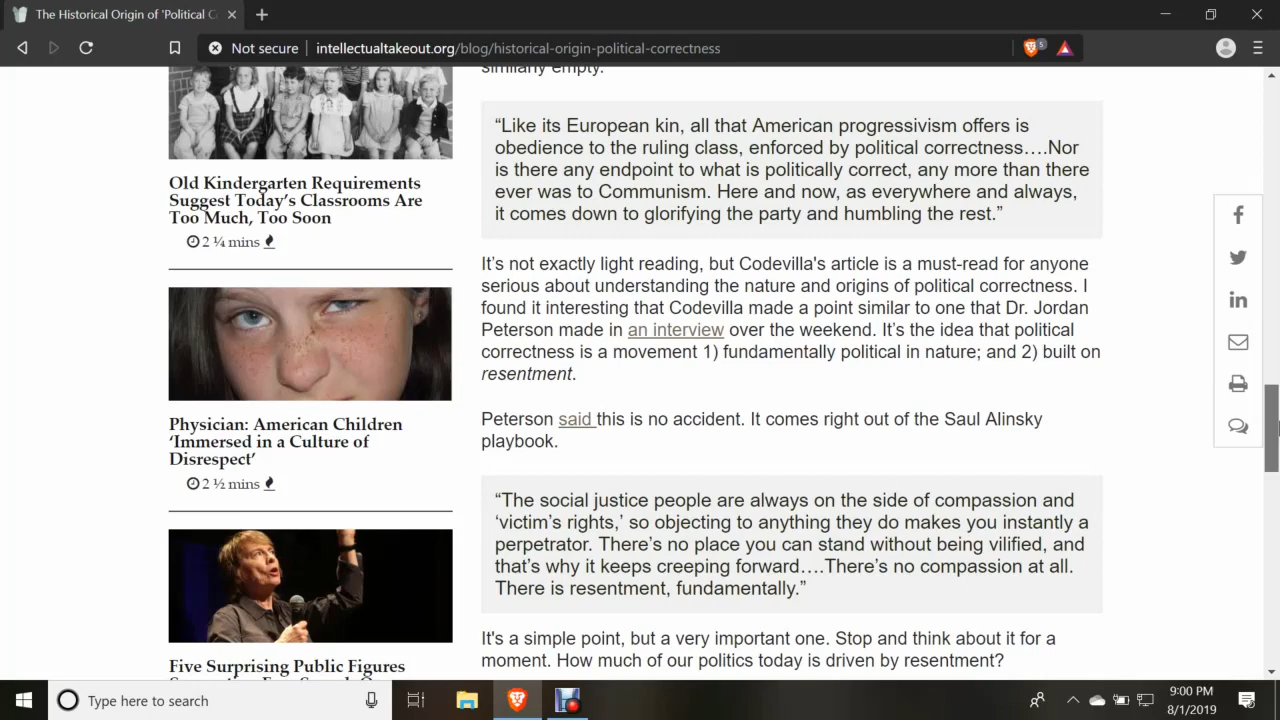 The Historical Origin of 'Political C
Not secure
intellectualtakeout.org/blog/historical-origin-political-correctness
5
similarly empty.
“Like its European kin, all that American progressivism offers is
obedience to the ruling class, enforced by political correctness….Nor
is there any endpoint to what is politically correct, any more than there
ever was to Communism. Here and now, as everywhere and always,
it comes down to glorifying the party and humbling the rest.”
It’s not exactly light reading, but Codevilla's article is a must-read for anyone
serious about understanding the nature and origins of political correctness. I
found it interesting that Codevilla made a point similar to one that Dr. Jordan
Peterson made in an interview over the weekend. It’s the idea that political
correctness is a movement 1) fundamentally political in nature; and 2) built on
resentment.
Peterson said this is no accident. It comes right out of the Saul Alinsky
playbook.
“The social justice people are always on the side of compassion and
‘victim’s rights,’ so objecting to anything they do makes you instantly a
perpetrator. There’s no place you can stand without being vilified, and
that’s why it keeps creeping forward….There’s no compassion at all.
There is resentment, fundamentally.”
It's a simple point, but a very important one. Stop and think about it for a
moment. How much of our politics today is driven by resentment?
Old Kindergarten Requirements
Suggest Today’s Classrooms Are
Too Much, Too Soon
2 ¼ mins
Physician: American Children
‘Immersed in a Culture of
Disrespect’
2 ½ mins
Five Surprising Public Figures
Type here to search
9:00 PM
8/1/2019